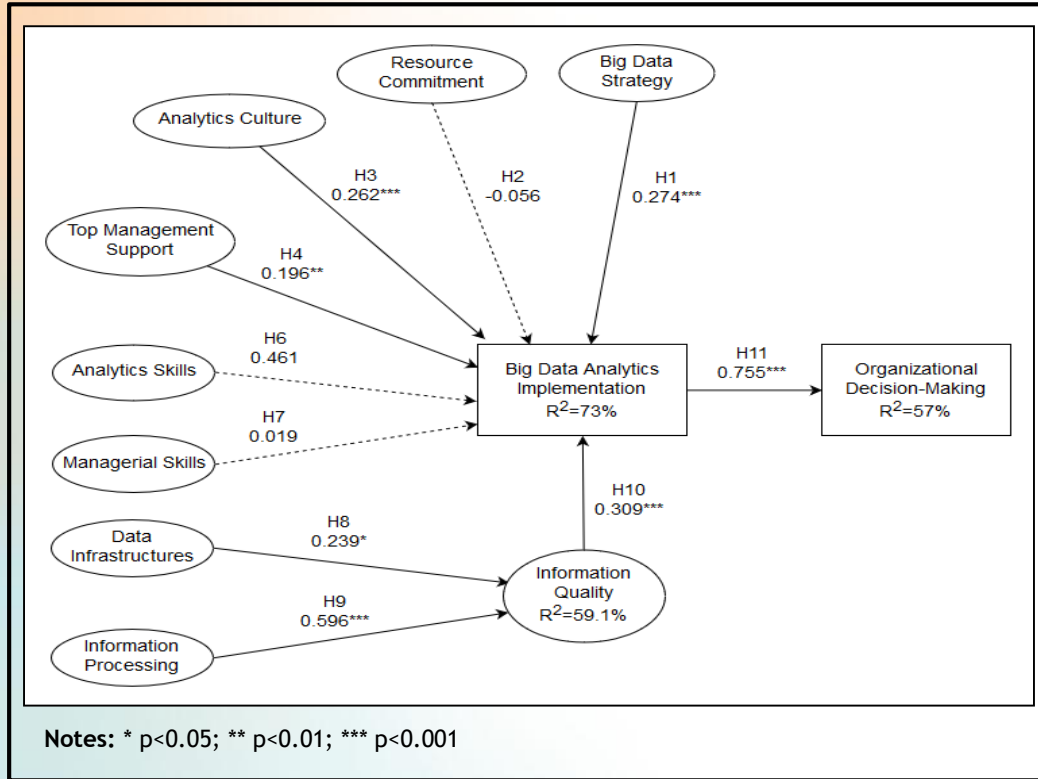 Resource
Commitment
Big Data
Strategy
Analytics Culture
H3
0.262***
H2
-0.056
H1
0.274***
Top Management
Support
H4
0.196**
Analytics Skills
H6
0.461
Big Data Analytics
Implementation
R²=73%
H11
0.755***
Organizational
Decision-Making
R²=57%
H7
0.019
Managerial Skills
H10
0.309***
Data
Infrastructures
H8
0.239*
Information
Quality
R²=59.1%
H9
0.596***
Information
Processing
Notes: * p<0.05; ** p<0.01; *** p<0.001